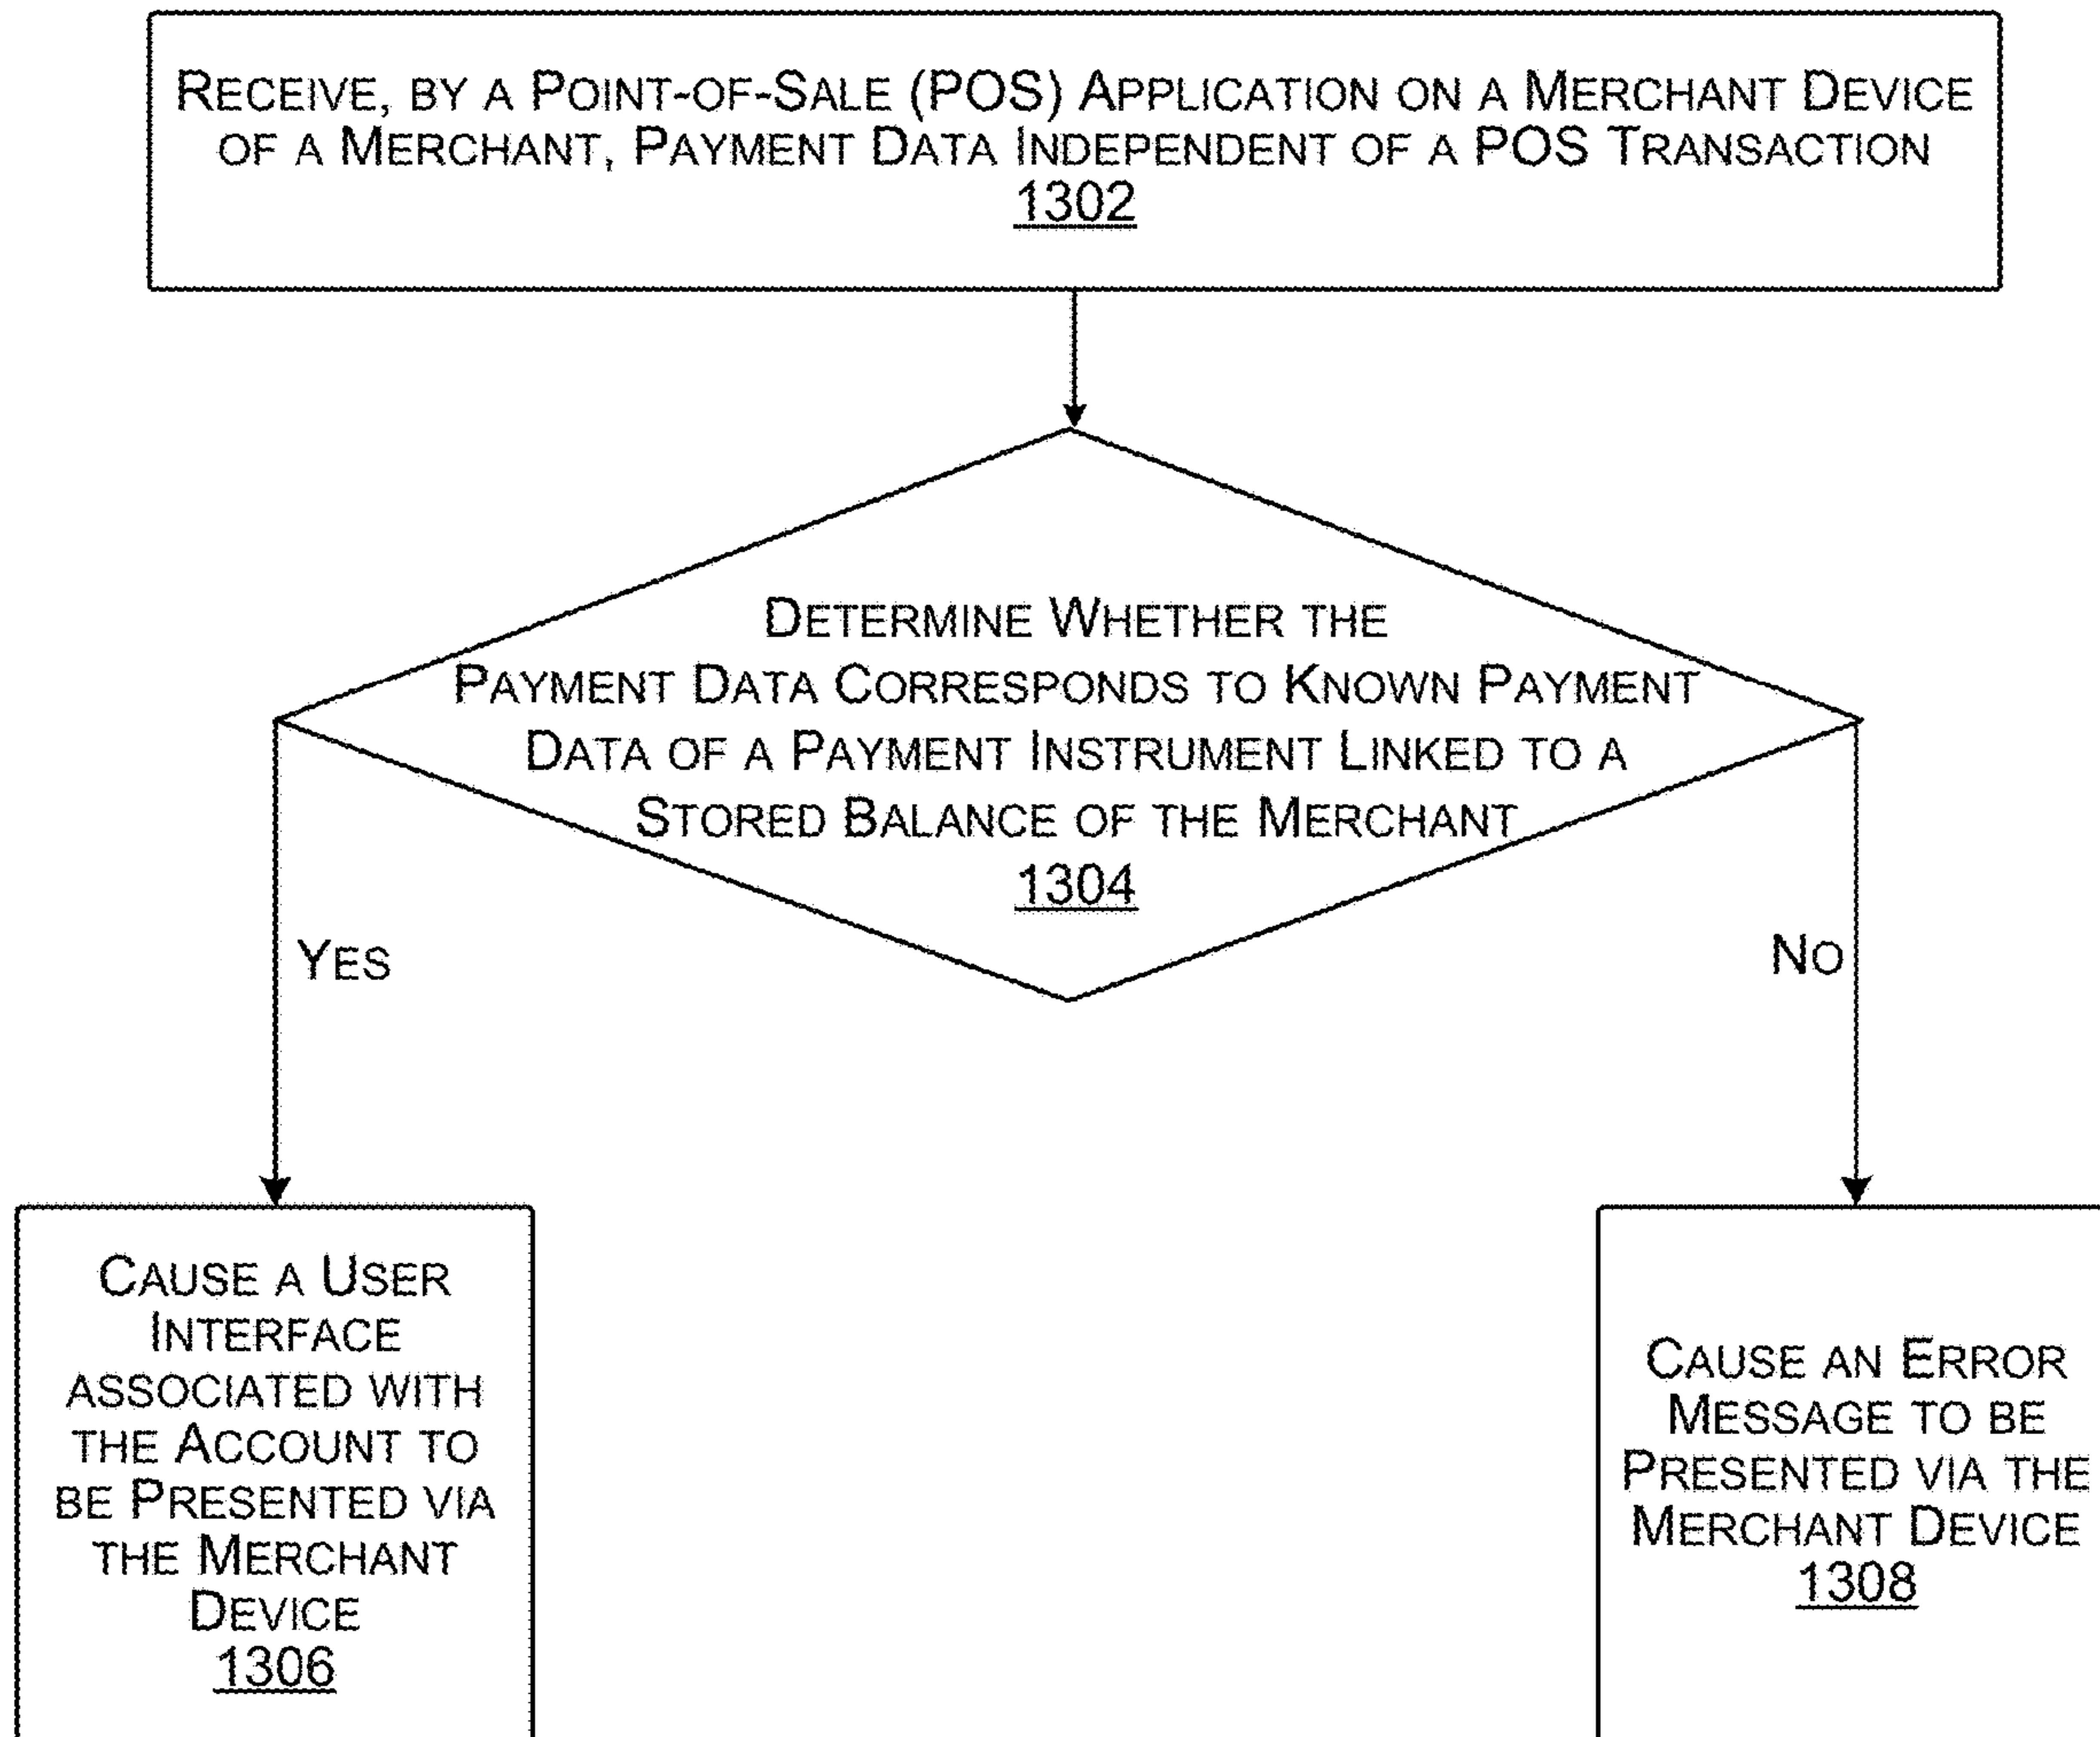 RECEIVE, BY A POINT-OF-SALE (POS) APPLICATION ON A MERCHANT DEVICE
OF A MERCHANT, PAYMENT DATA INDEPENDENT OF A POS TRANSACTION
1302
DETERMINE WHETHER THE
PAYMENT DATA CORRESPONDS TO KNOWN PAYMENT
DATA OF A PAYMENT INSTRUMENT LINKED TO A
STORED BALANCE OF THE MERCHANT
1304
YES
NO
CAUSE A USER
INTERFACE
ASSOCIATED WITH
THE ACCOUNT TO
BE PRESENTED VIA
THE MERCHANT
DEVICE
1306
CAUSE AN ERROR
MESSAGE TO BE
PRESENTED VIA THE
MERCHANT DEVICE
1308